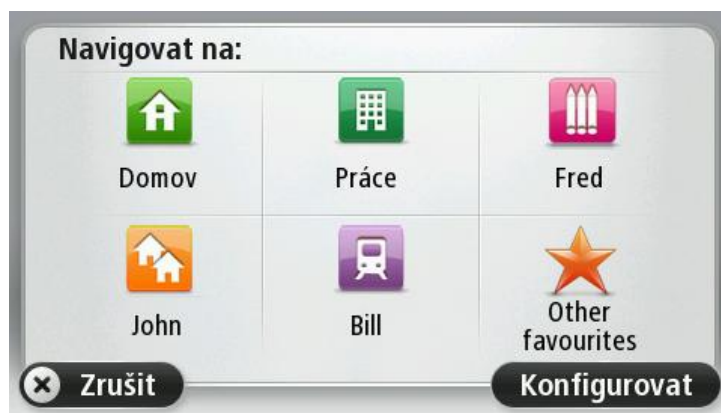 Navigovat na:
Domov
Práce
Fred
John
Bill
Other
favourites
Zrušit
Konfigurovat